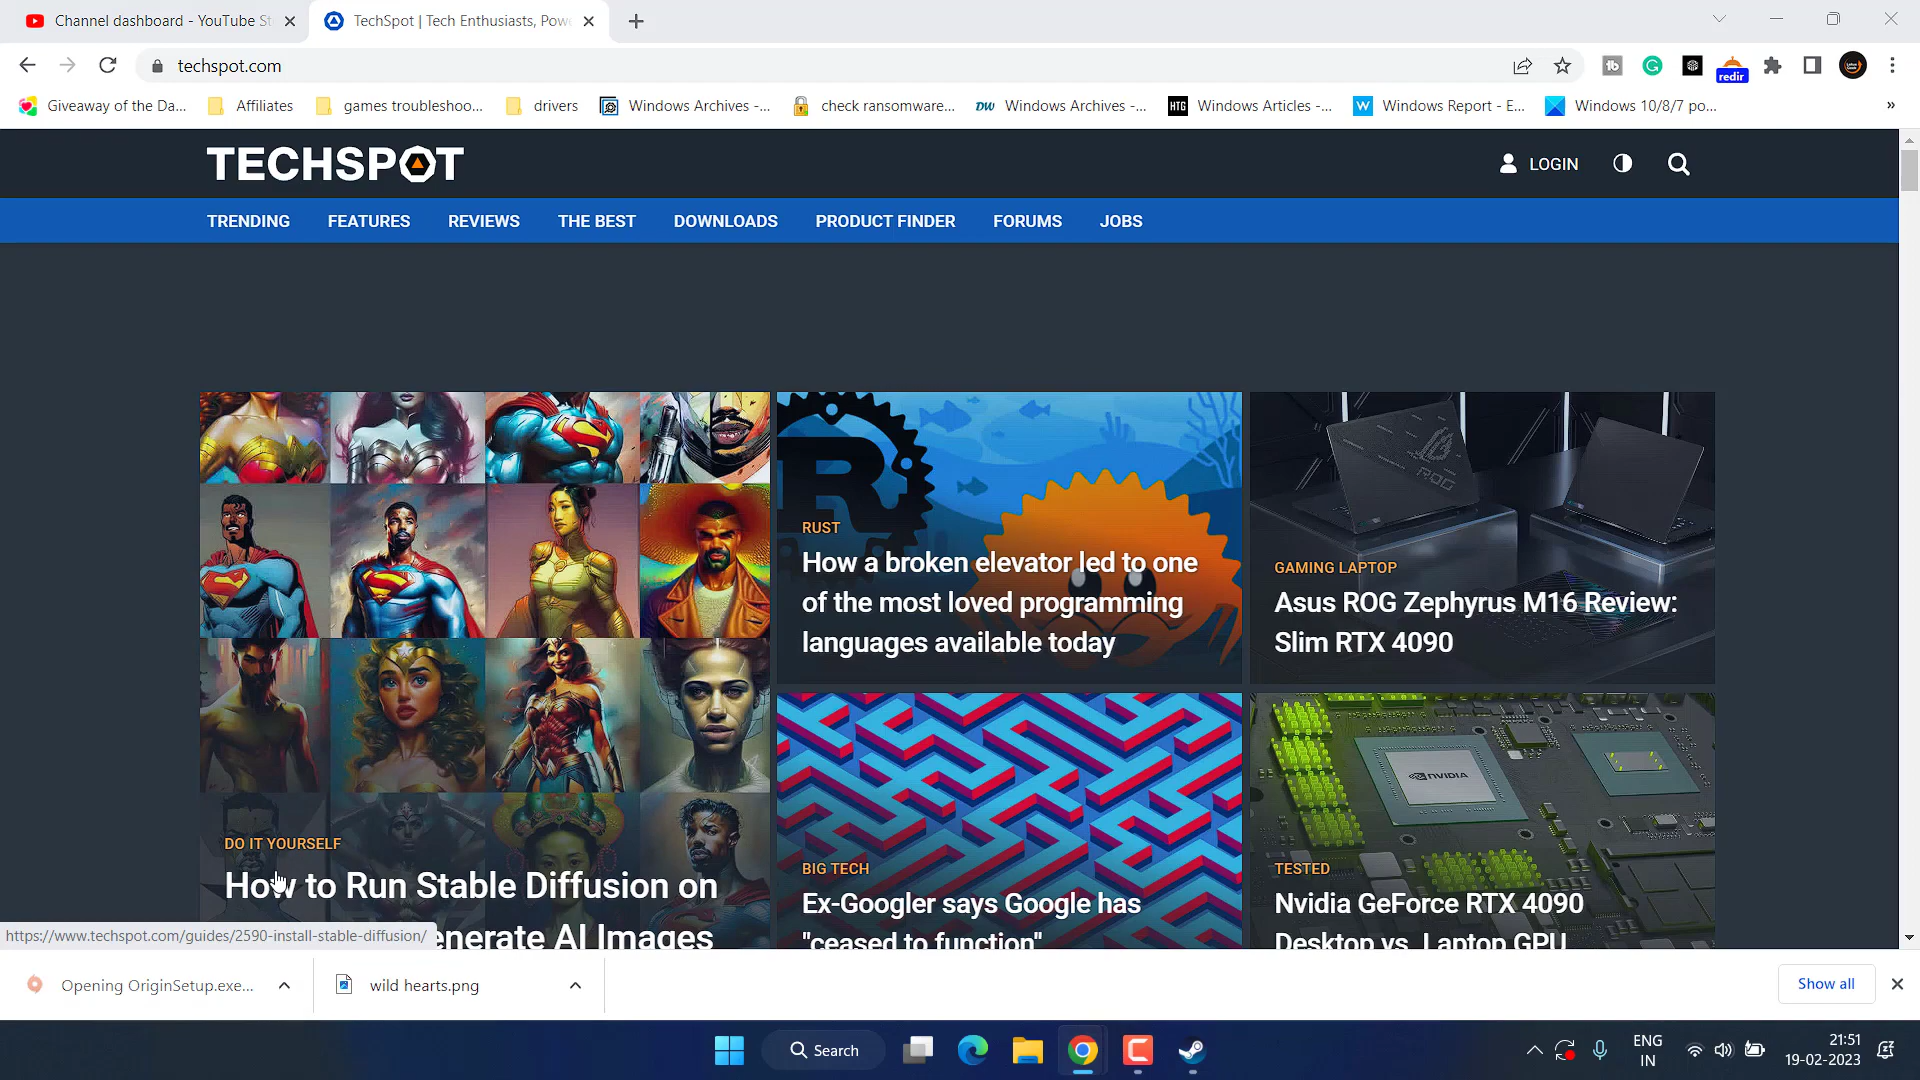 Channel dashboard - YouTube St
TechSpot | Tech Enthusiasts, Pow
techspot.com
redir
Giveaway of the Da...
Affiliates
games troubleshoo...
drivers
Windows Archives -...
check ransomware...
DW Windows Archives -...
HTG Windows Articles -...
W Windows Report - E...
Windows 10/8/7 po...
»
TECHSPOT
LOGIN
TRENDING
FEATURES
REVIEWS
THE BEST
DOWNLOADS
PRODUCT FINDER
FORUMS
JOBS
RUST
How a broken elevator led to one
of the most loved programming
languages available today
ROG
GAMING LAPTOP
Asus ROG Zephyrus M16 Review:
Slim RTX 4090
DO IT YOURSELF
How to Run Stable Diffusion on
enerate AI Images
BIG TECH
Ex-Googler says Google has
"ceased to function"
NVIDIA
TESTED
Nvidia GeForce RTX 4090
Desktop vs. Laptop GPU
https://www.techspot.com/guides/2590-install-stable-diffusion/
Opening OriginSetup.exe...
wild hearts.png
Show all
Search
ENG
IN
21:51
19-02-2023